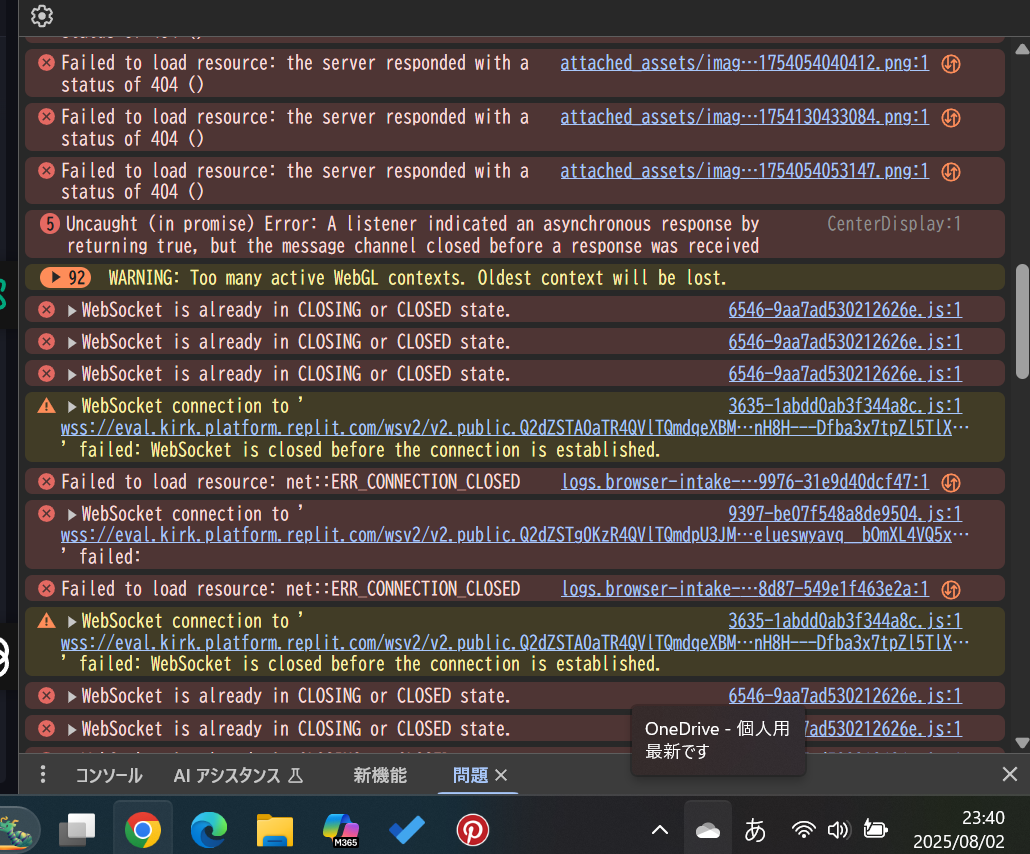 Failed to load resource: the server responded with a attached_assets/imag…1754054040412.png:1
status of 404 ()
Failed to load resource: the server responded with a attached_assets/imag…1754130433084.png:1
status of 404 ()
Failed to load resource: the server responded with a attached_assets/imag…1754054053147.png:1
status of 404 ()
5 Uncaught (in promise) Error: A listener indicated an asynchronous response by CenterDisplay:1
returning true, but the message channel closed before a response was received
92 WARNING: Too many active WebGL contexts. Oldest context will be lost.
WebSocket is already in CLOSING or CLOSED state. 6546-9aa7ad530212626e.js:1
WebSocket is already in CLOSING or CLOSED state. 6546-9aa7ad530212626e.js:1
WebSocket is already in CLOSING or CLOSED state. 6546-9aa7ad530212626e.js:1
WebSocket connection to ' 3635-1abdd0ab3f344a8c.js:1
wss://eval.kirk.platform.replit.com/wsv2/v2.public.Q2dZSTAOaTR4QVlTQmdqeXBM…nH8H---Dfba3x7tpZl5TlX…
' failed: WebSocket is closed before the connection is established.
Failed to load resource: net::ERR_CONNECTION_CLOSED logs.browser-intake-…9976-31e9d40dcf47:1
WebSocket connection to ' 9397-be07f548a8de9504.js:1
wss://eval.kirk.platform.replit.com/wsv2/v2.public.Q2dZSTgOKzR4QVlTQmdpU3JM…elueswyavq__bOmXL4VQ5x…
' failed:
Failed to load resource: net::ERR_CONNECTION_CLOSED logs.browser-intake-…8d87-549e1f463e2a:1
WebSocket connection to ' 3635-1abdd0ab3f344a8c.js:1
wss://eval.kirk.platform.replit.com/wsv2/v2.public.Q2dZSTAOaTR4QVlTQmdqeXBM…nH8H---Dfba3x7tpZl5TlX…
' failed: WebSocket is closed before the connection is established.
WebSocket is already in CLOSING or CLOSED state. 6546-9aa7ad530212626e.js:1
WebSocket is already in CLOSING or CLOSED state.
OneDrive - 個人用
最新です
コンソール AI アシスタンス 新機能 問題
M365
あ
23:40
2025/08/02